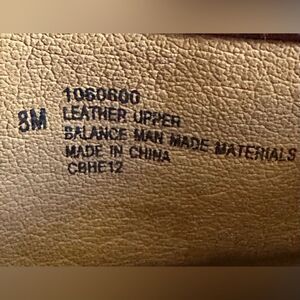 1060600
8M LEATHER UPPER
BALANCE MAN MADE MATERIALS
MADE IN CHINA
CBHE12